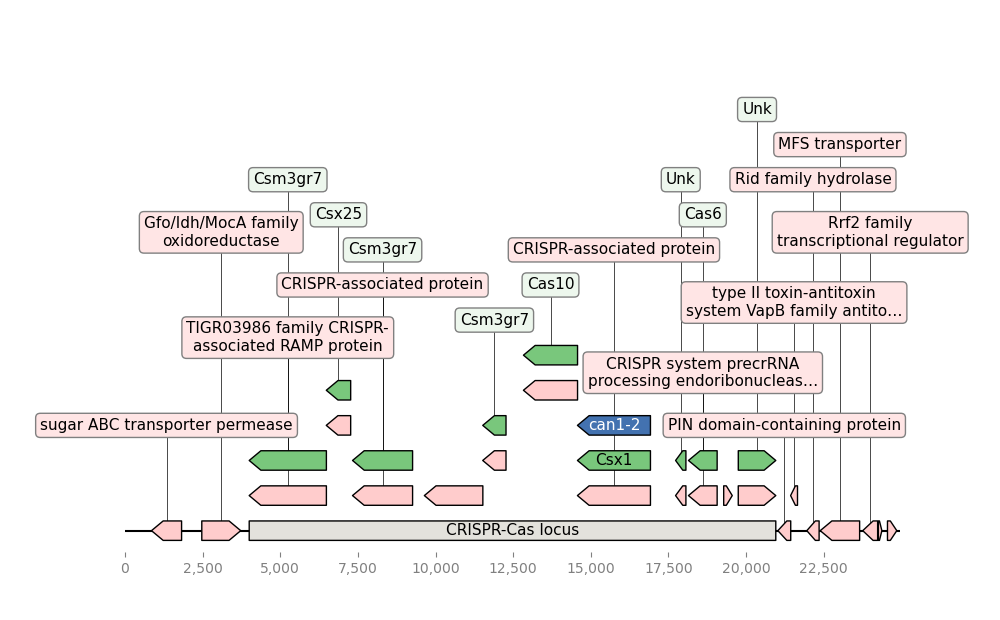 Unk
MFS transporter
Csm3gr7
Unk
Rid family hydrolase
Csx25
Cas6
Gfo/Idh/MocA family
oxidoreductase
Rrf2 family
transcriptional regulator
Csm3gr7
CRISPR-associated protein
CRISPR-associated protein
Cas10
type II toxin-antitoxin
system VapB family antito...
Csm3gr7
TIGR03986 family CRISPR-
associated RAMP protein
CRISPR system precrRNA
processing endoribonucleas...
sugar ABC transporter permease
can1-2
PIN domain-containing protein
Csx1
CRISPR-Cas locus
0 2,500 5,000 7,500 10,000 12,500 15,000 17,500 20,000 22,500